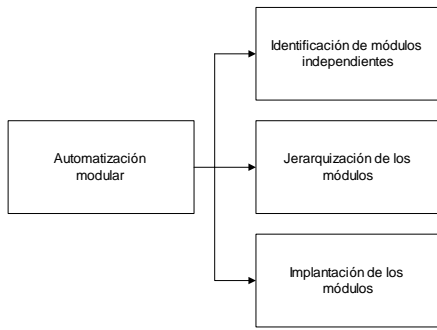 Identificación de módulos
independientes
Automatización
modular
Jerarquización de los
módulos
Implantación de los
módulos